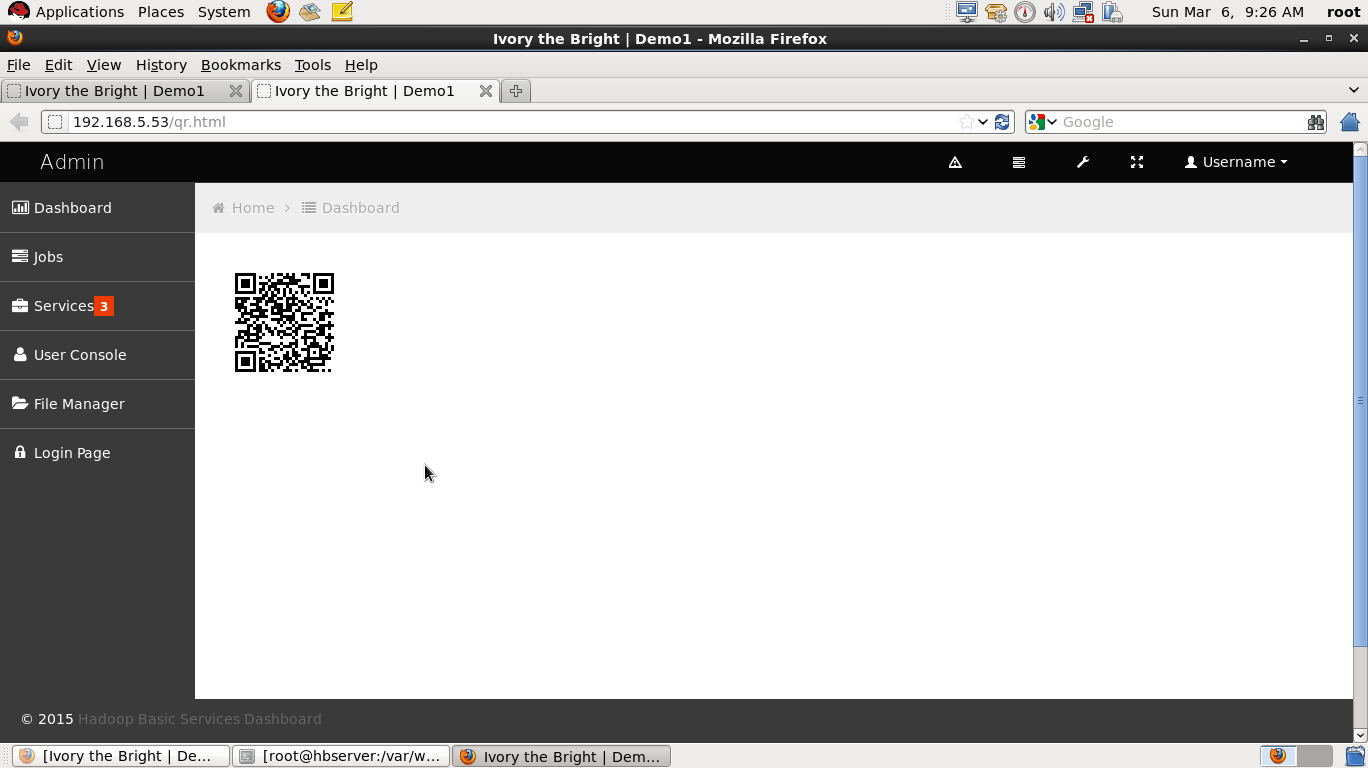 Applications Places System Sun Mar 6, 9:26 AM root
Ivory the Bright | Demo1 - Mozilla Firefox
File Edit View History Bookmarks Tools Help
Ivory the Bright | Demo1 Ivory the Bright | Demo1
192.168.5.53/qr.html Google
Admin Username
Dashboard Home Dashboard
Jobs
Services 3
User Console
File Manager
Login Page
© 2015 Hadoop Basic Services Dashboard
[Ivory the Bright | De... [root@hbserver:/var/w... Ivory the Bright | Dem...